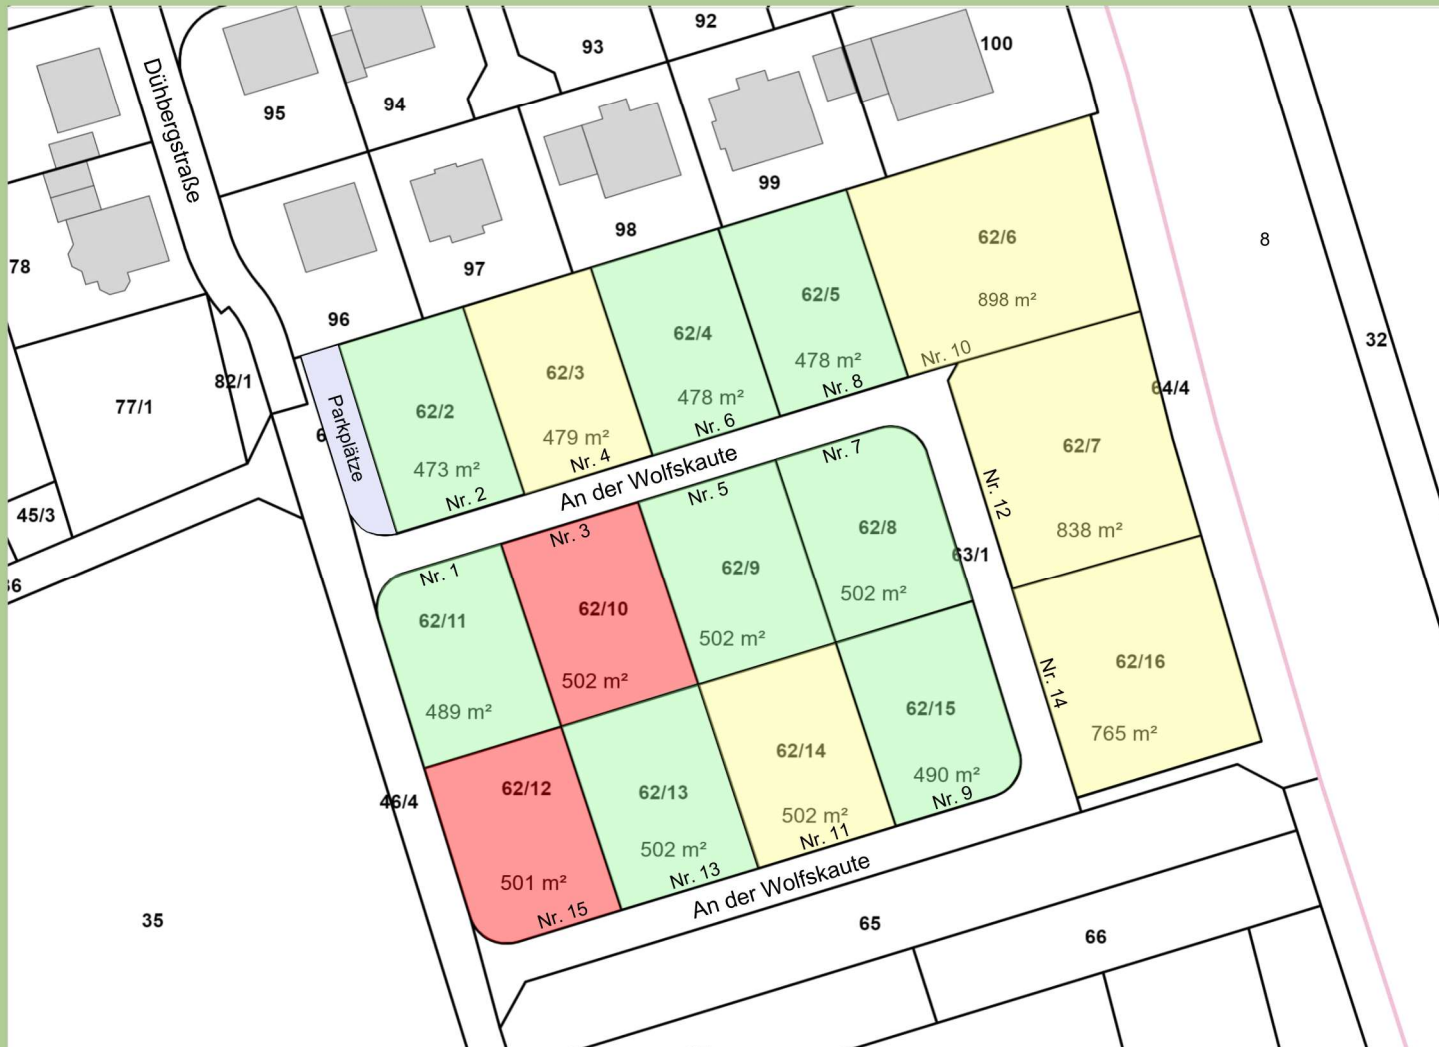 92
93
100
95
94
Dühbergstraße
99
98
97
78
96
8
32
77/1
82/1
64/4
45/3
Parkplätze
62/2
473 m²
Nr. 2
62/3
479 m²
Nr. 4
62/4
478 m²
Nr. 6
62/5
478 m²
Nr. 8
62/6
898 m²
Nr. 10
An der Wolfskaute
62/7
838 m²
Nr. 12
63/1
Nr. 1
62/11
489 m²
Nr. 3
62/10
502 m²
Nr. 5
62/9
502 m²
Nr. 7
62/8
502 m²
62/16
765 m²
Nr. 14
46/4
62/12
501 m²
Nr. 15
62/13
502 m²
Nr. 13
62/14
502 m²
Nr. 11
62/15
490 m²
Nr. 9
An der Wolfskaute
35
65
66